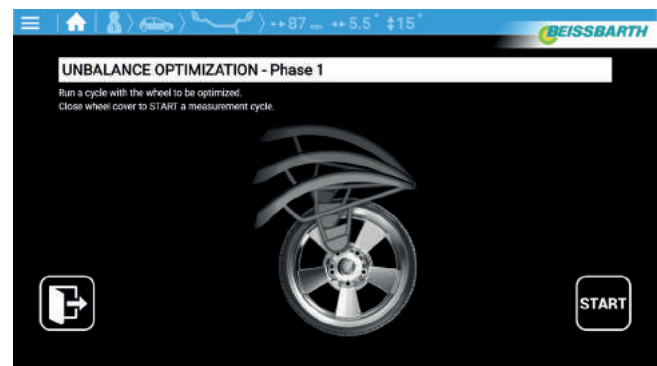 ↔87 mm ↔5.5" ↕15"
BEISSBARTH
UNBALANCE OPTIMIZATION - Phase 1
Run a cycle with the wheel to be optimized.
Close wheel cover to START a measurement cycle.
START